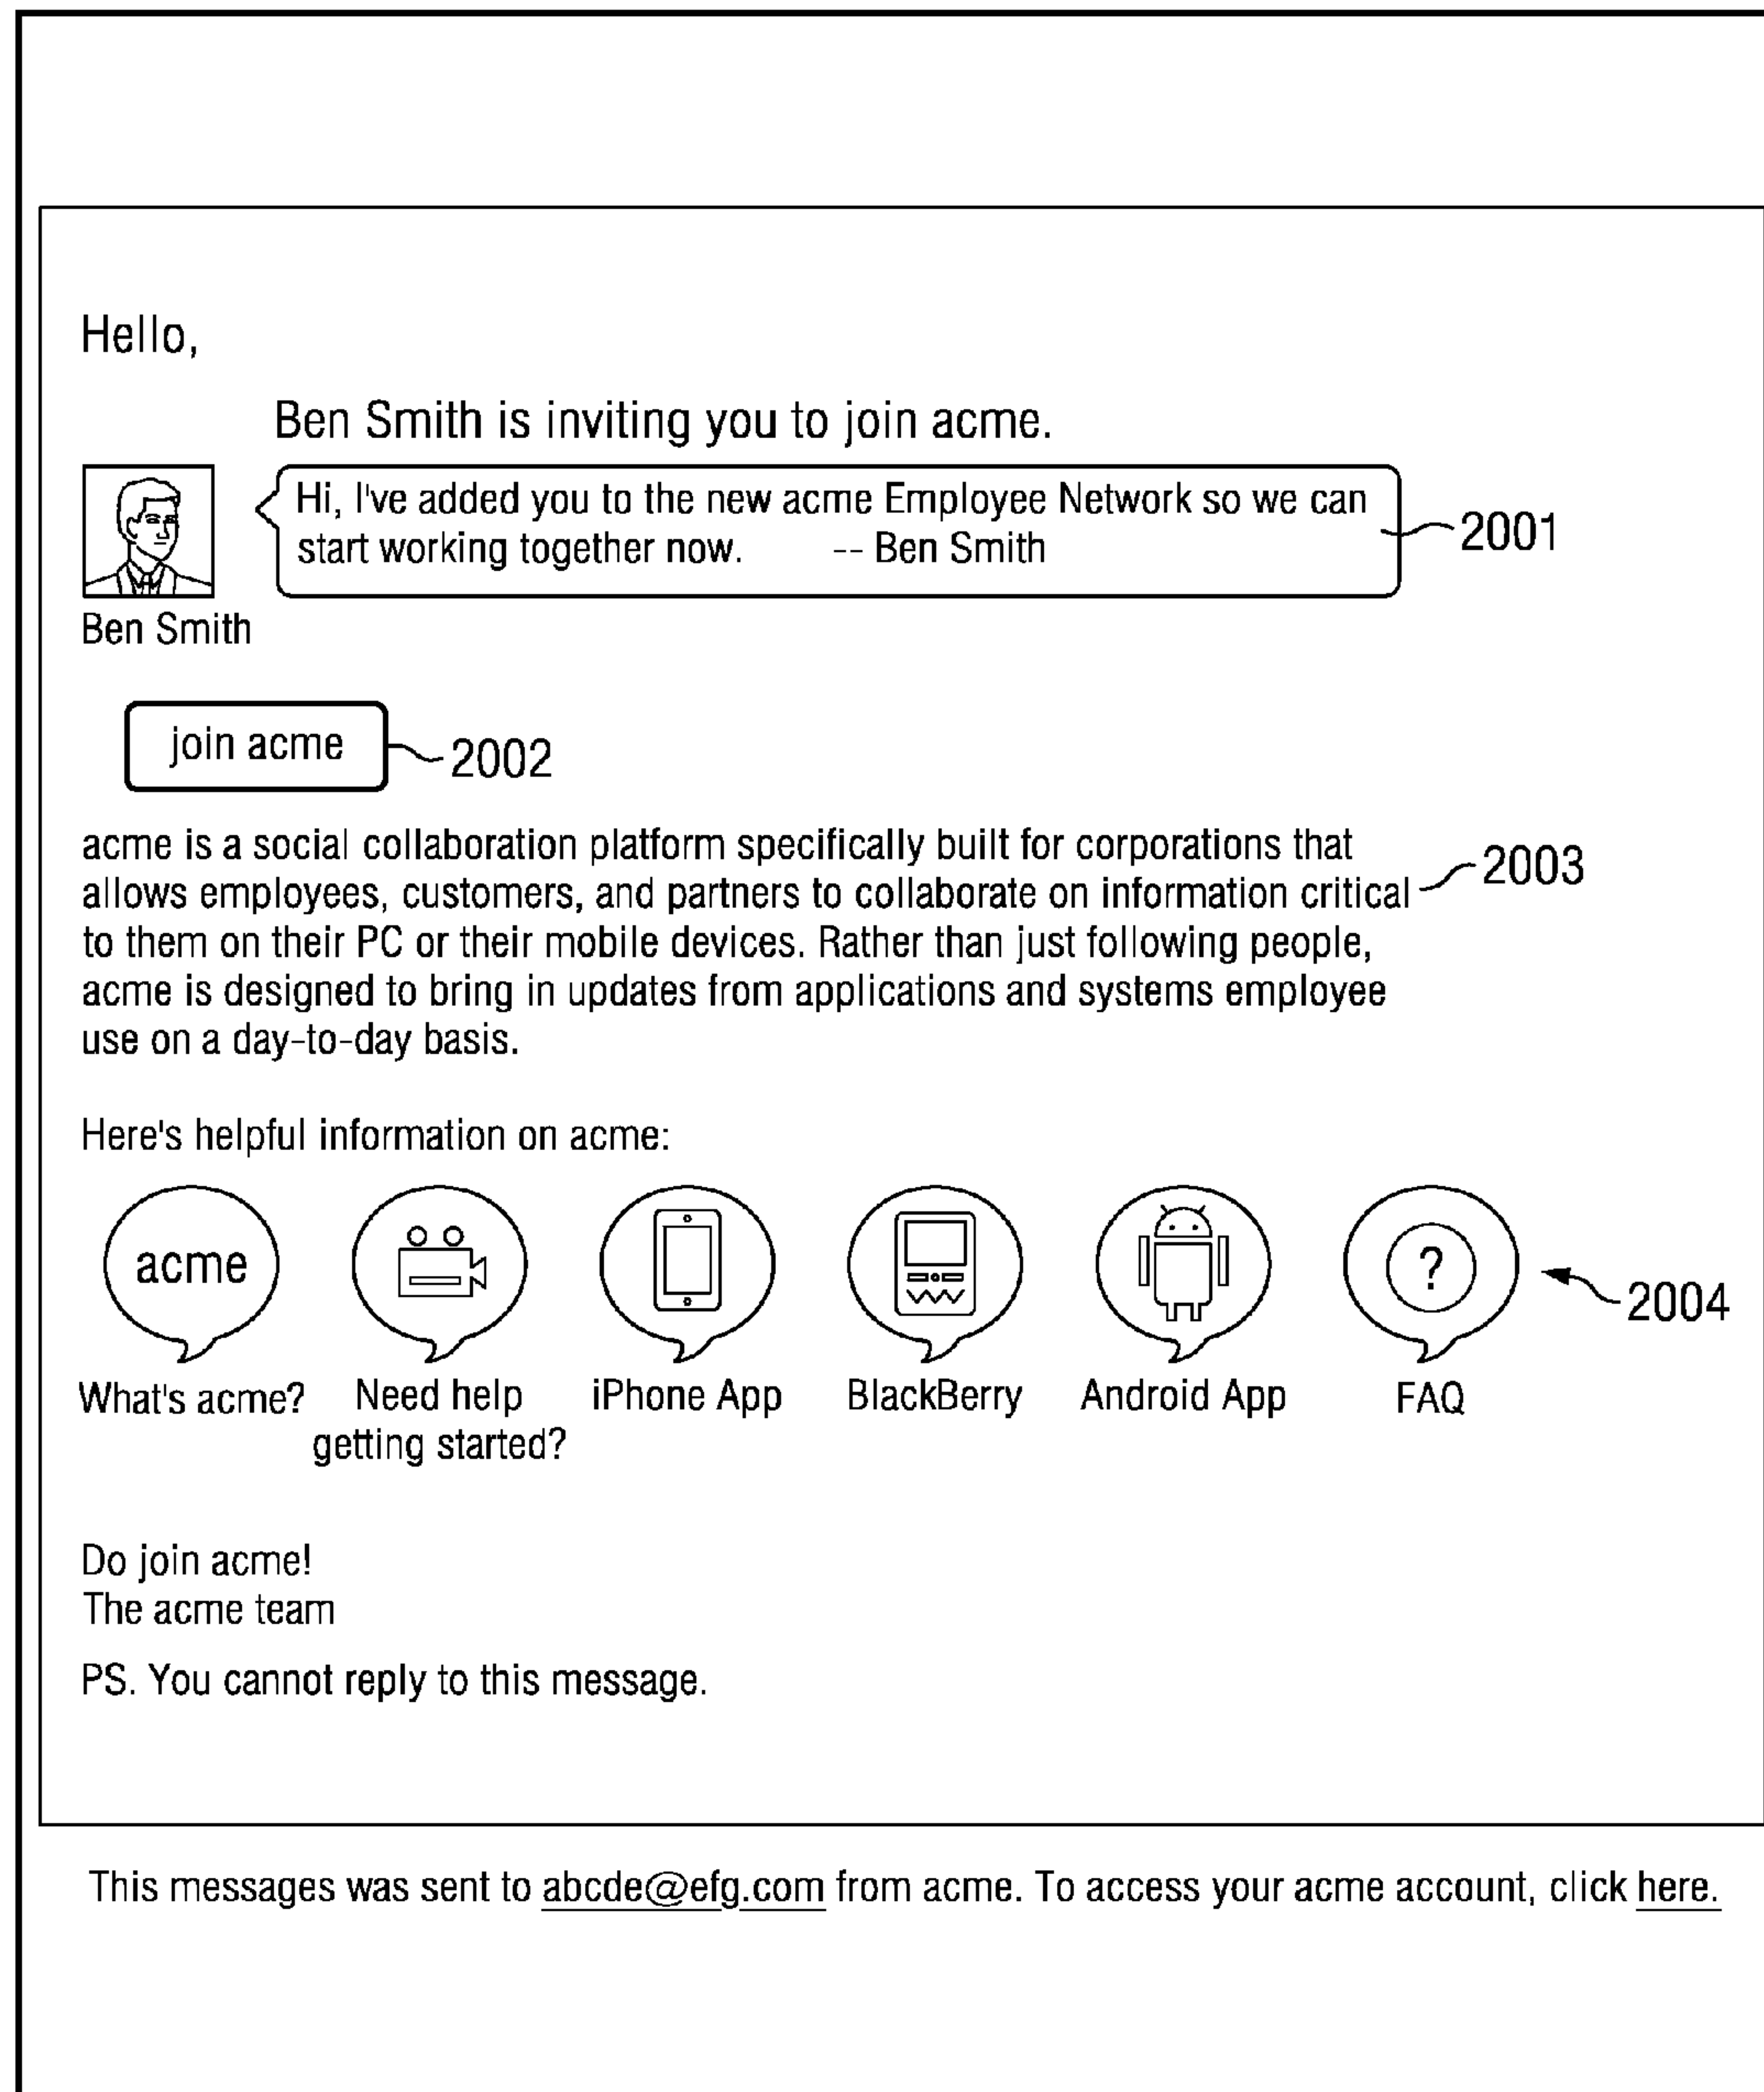 Hello,
Ben Smith is inviting you to join acme.
Hi, I've added you to the new acme Employee Network so we can
start working together now. -- Ben Smith
2001
Ben Smith
join acme
2002
acme is a social collaboration platform specifically built for corporations that
allows employees, customers, and partners to collaborate on information critical
2003
to them on their PC or their mobile devices. Rather than just following people,
acme is designed to bring in updates from applications and systems employee
use on a day-to-day basis.
Here's helpful information on acme:
acme
?
2004
What's acme?
Need help
getting started?
iPhone App
BlackBerry
Android App
FAQ
Do join acme!
The acme team
PS. You cannot reply to this message.
This messages was sent to abcde@efg.com from acme. To access your acme account, click here.